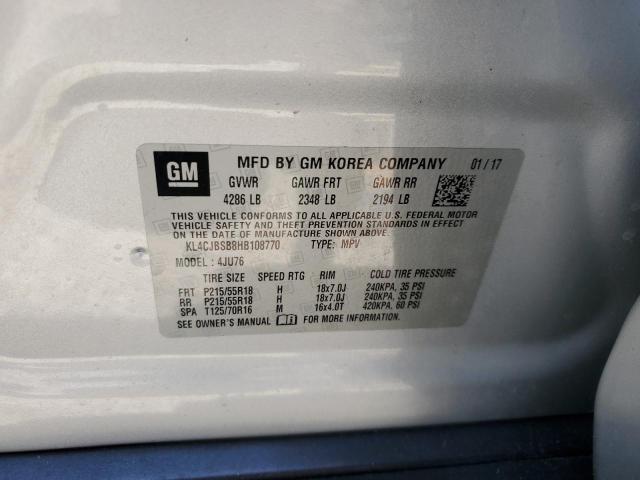 GM
MFD BY GM KOREA COMPANY 01/17
GVWR GAWR FRT GAWR RR
4286 LB 2348 LB 2194 LB
THIS VEHICLE CONFORMS TO ALL APPLICABLE U.S. FEDERAL MOTOR
VEHICLE SAFETY AND THEFT PREVENTION STANDARDS IN EFFECT
ON THE DATE OF MANUFACTURE SHOWN ABOVE.
KL4CJBSB8HB108770 TYPE: MPV
MODEL: 4JU76
TIRE SIZE SPEED RTG RIM COLD TIRE PRESSURE
FRT P215/55R18 H 18x7.0J 240KPA, 35 PSI
RR P215/55R18 H 18x7.0J 240KPA, 35 PSI
SPA T125/70R16 M 16x4.0T 420KPA, 60 PSI
SEE OWNER'S MANUAL FOR MORE INFORMATION.